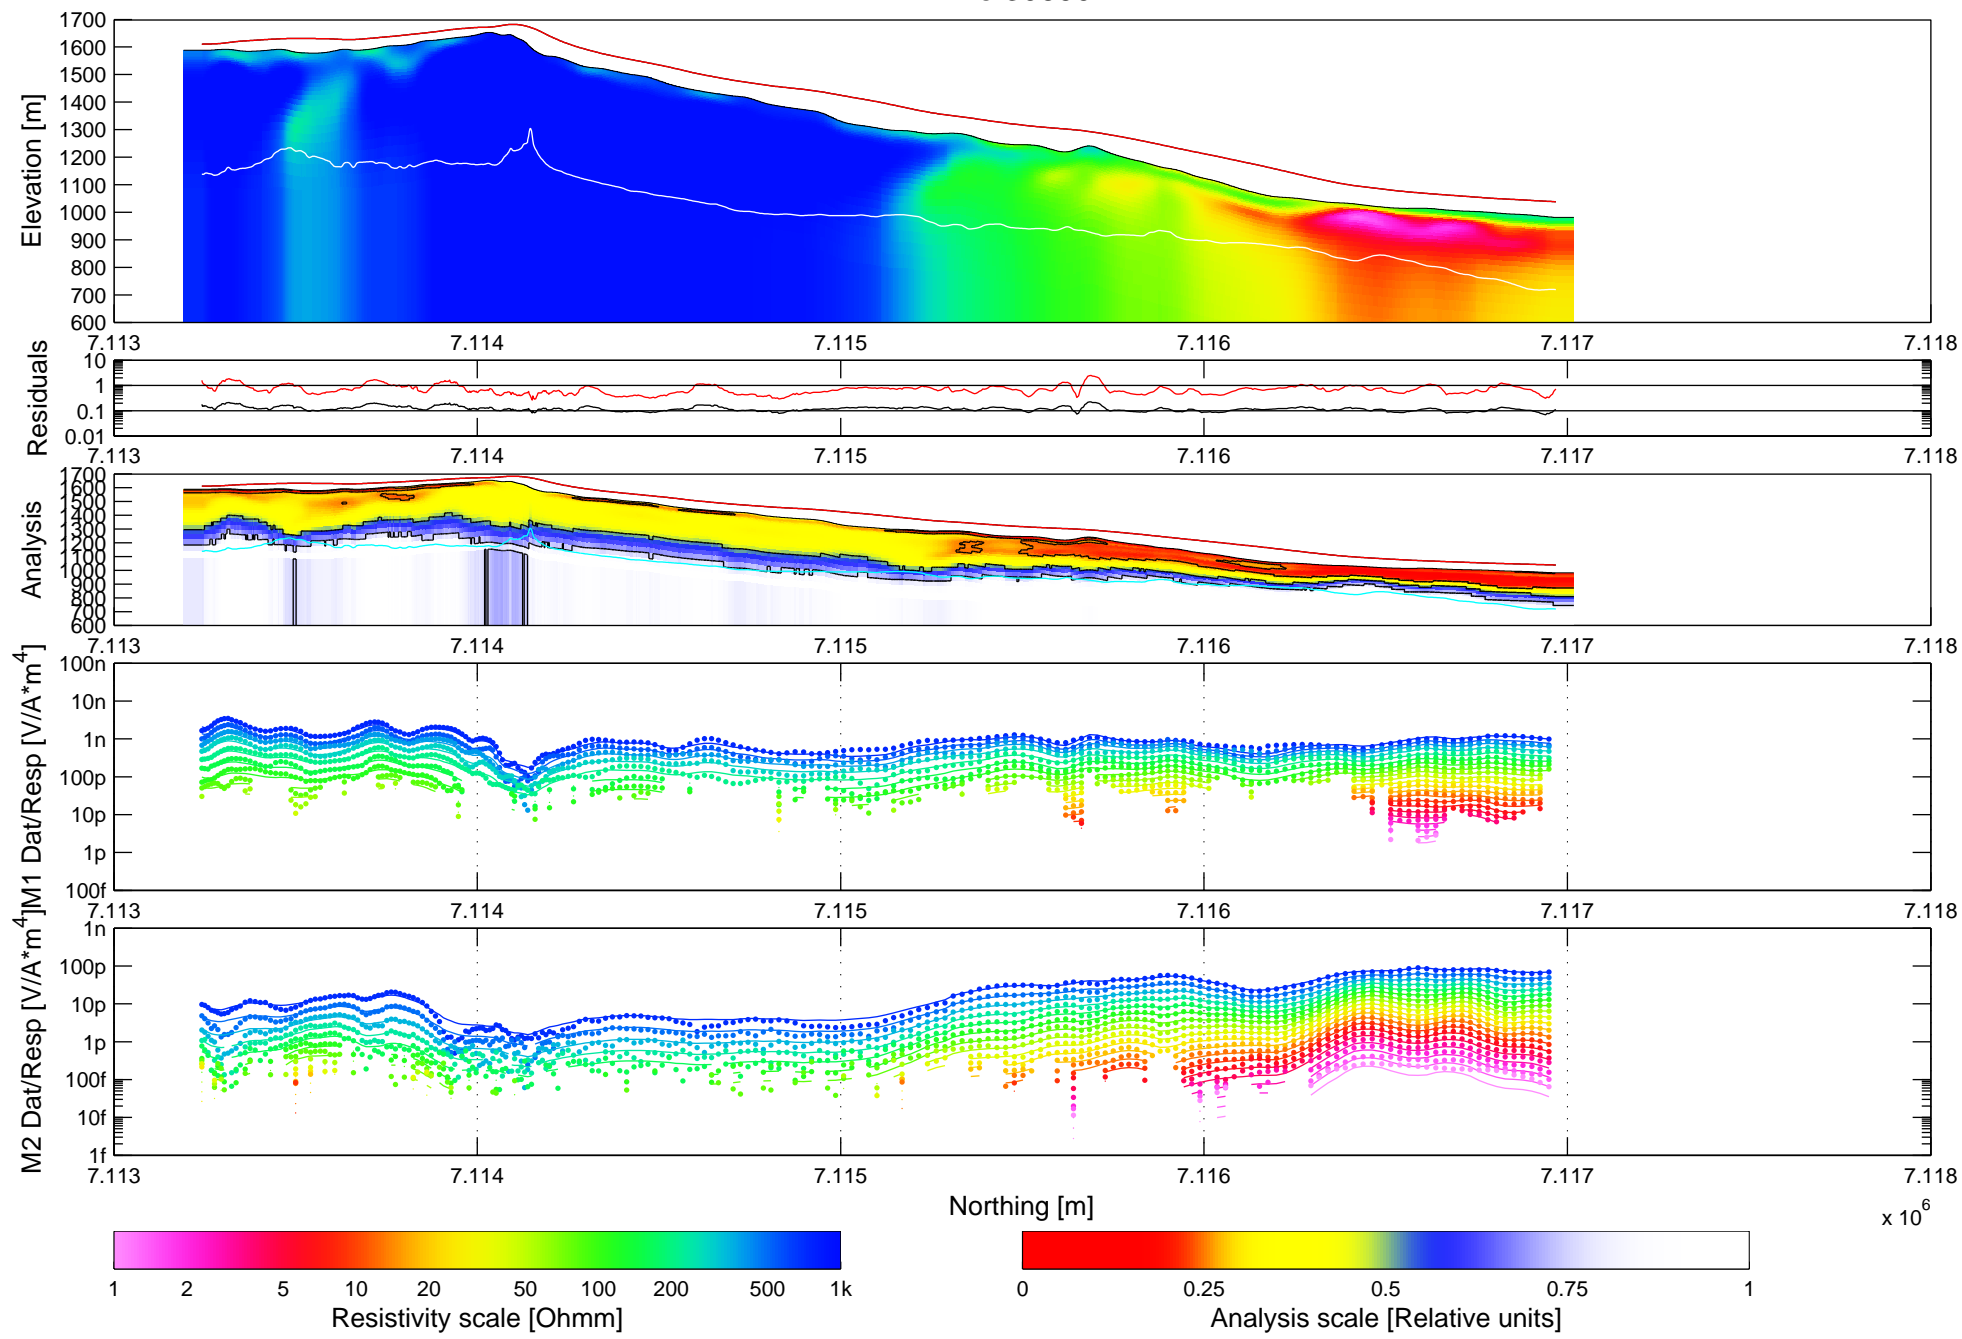 1700
1600
1500
1400
1300
1200
1100
1000
900
800
700
600
Elevation [m]
7.113 7.114 7.115 7.116 7.117 7.118
10
1
0.1
0.01
Residuals
7.113 7.114 7.115 7.116 7.117 7.118
1700
1600
1500
1400
1300
1200
1100
1000
900
800
700
600
Analysis
7.113 7.114 7.115 7.116 7.117 7.118
100n
10n
1n
100p
10p
1p
100f
M1 Dat/Resp [V/A*m^4]
7.113 7.114 7.115 7.116 7.117 7.118
1n
100p
10p
1p
100f
10f
1f
M2 Dat/Resp [V/A*m^4]
7.113 7.114 7.115 7.116 7.117 7.118
Northing [m]
x 10^6
1 2 5 10 20 50 100 200 500 1k
Resistivity scale [Ohmm]
0 0.25 0.5 0.75 1
Analysis scale [Relative units]